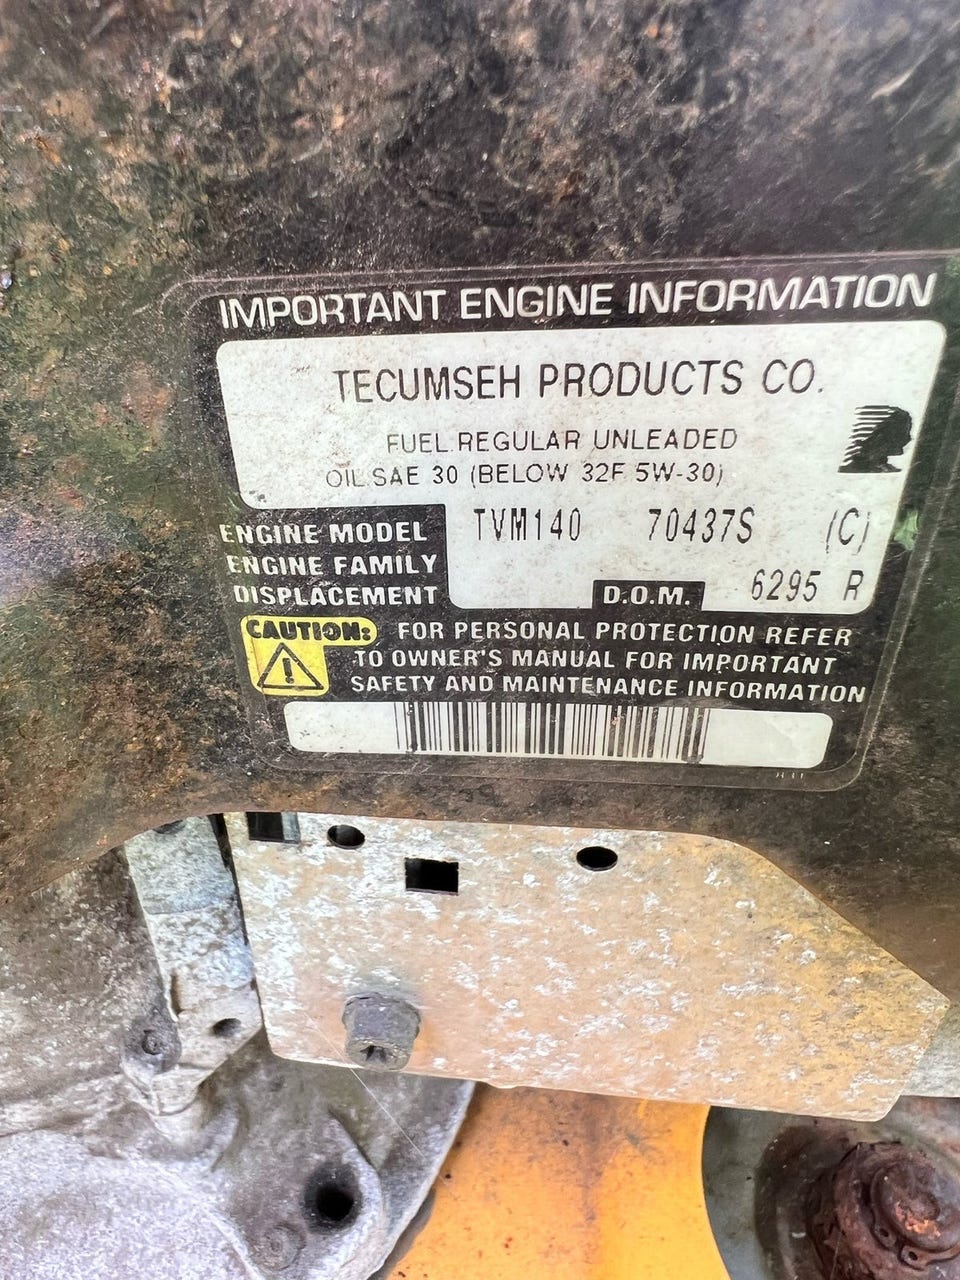 IMPORTANT ENGINE INFORMATION
TECUMSEH PRODUCTS CO.
FUEL:REGULAR UNLEADED
OIL:SAE 30 (BELOW 32F 5W-30)
ENGINE MODEL TVM140 70437S (C)
ENGINE FAMILY
DISPLACEMENT D.O.M. 6295 R
CAUTION: FOR PERSONAL PROTECTION REFER
TO OWNER'S MANUAL FOR IMPORTANT
SAFETY AND MAINTENANCE INFORMATION